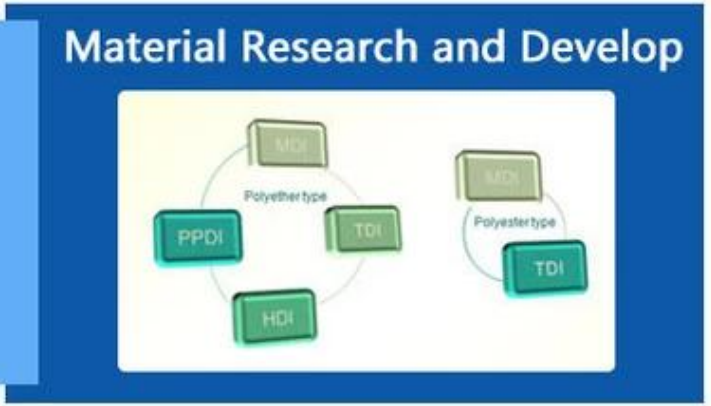 Material Research and Develop
MDI
Polyether type
PPDI
TDI
HDI
MDI
Polyester type
TDI